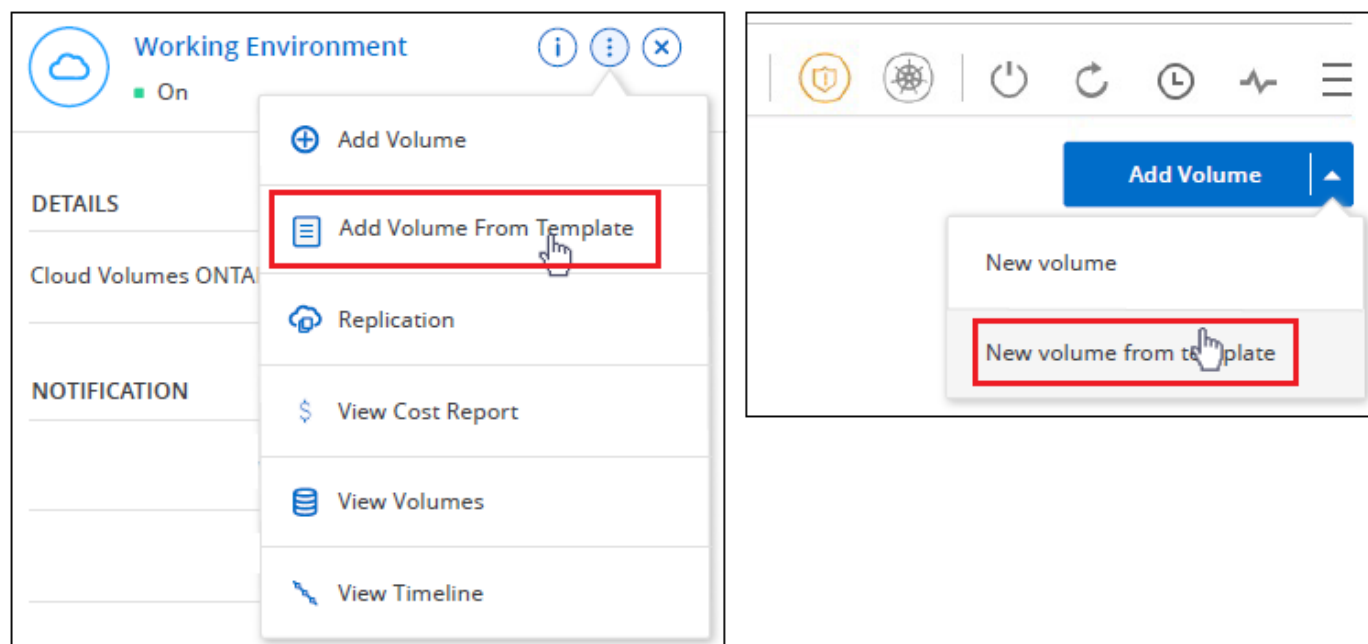 Working Environment
On
Add Volume
DETAILS
Add Volume From Template
Cloud Volumes ONTA
Replication
NOTIFICATION
View Cost Report
View Volumes
View Timeline
Add Volume
New volume
New volume from template